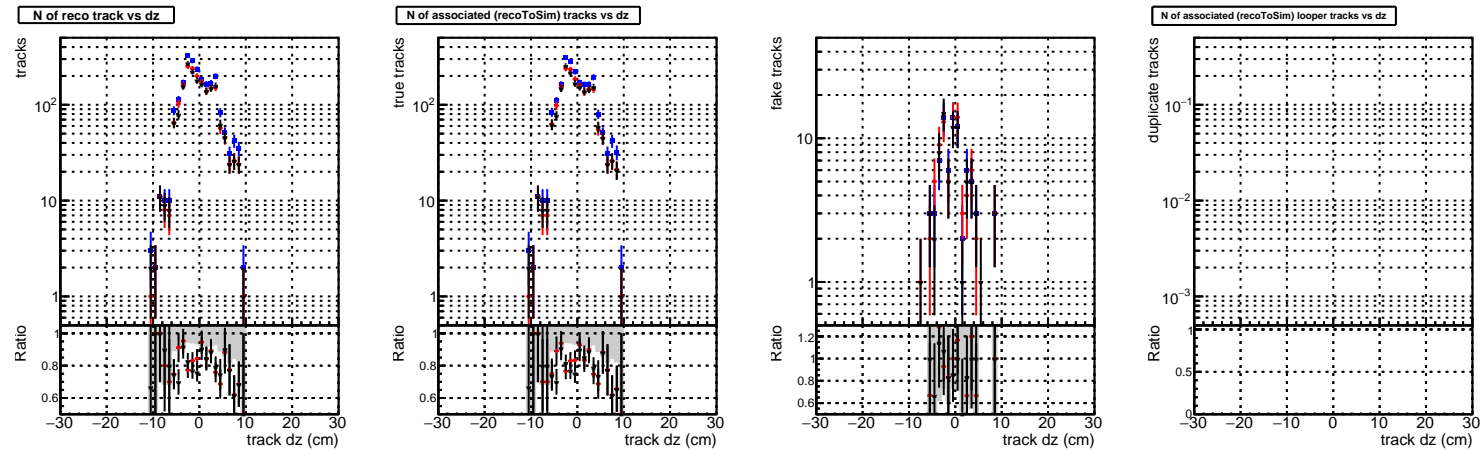 N of reco track vs dz
tracks
10²
10
1
Ratio
1
0.8
0.6
−30 −20 −10 0 10 20 30
track dz (cm)
N of associated (recoToSim) tracks vs dz
true tracks
10²
10
1
Ratio
1
0.8
0.6
−30 −20 −10 0 10 20 30
track dz (cm)
fake tracks
10
1
Ratio
1.2
1
0.8
0.6
−30 −20 −10 0 10 20 30
track dz (cm)
N of associated (recoToSim) looper tracks vs dz
duplicate tracks
10⁻¹
10⁻²
10⁻³
Ratio
1
0.5
0
−30 −20 −10 0 10 20 30
track dz (cm)